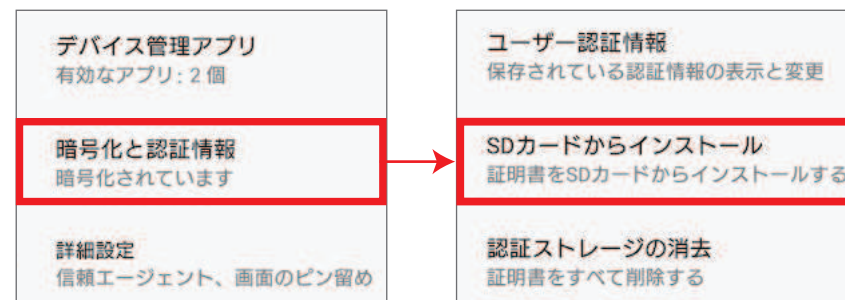 デバイス管理アプリ
有効なアプリ: 2 個
暗号化と認証情報
暗号化されています
詳細設定
信頼エージェント、画面のピン留め
ユーザー認証情報
保存されている認証情報の表示と変更
SDカードからインストール
証明書をSDカードからインストールする
認証ストレージの消去
証明書をすべて削除する